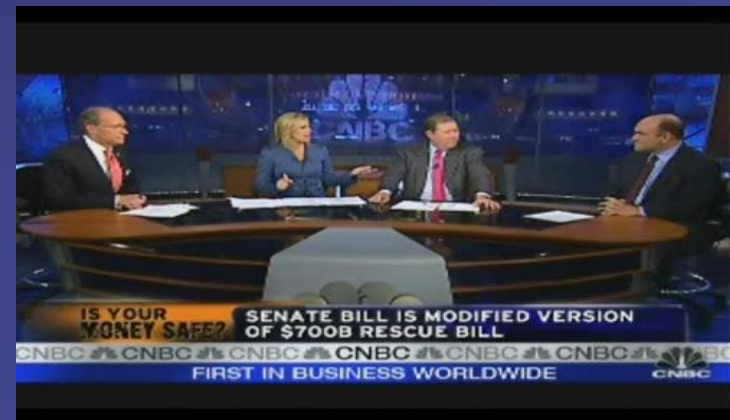 CNBC
IS YOUR
MONEY SAFE?
SENATE BILL IS MODIFIED VERSION
OF $700B RESCUE BILL
CNBC CNBC CNBC CNBC CNBC CNBC
FIRST IN BUSINESS WORLDWIDE
CNBC